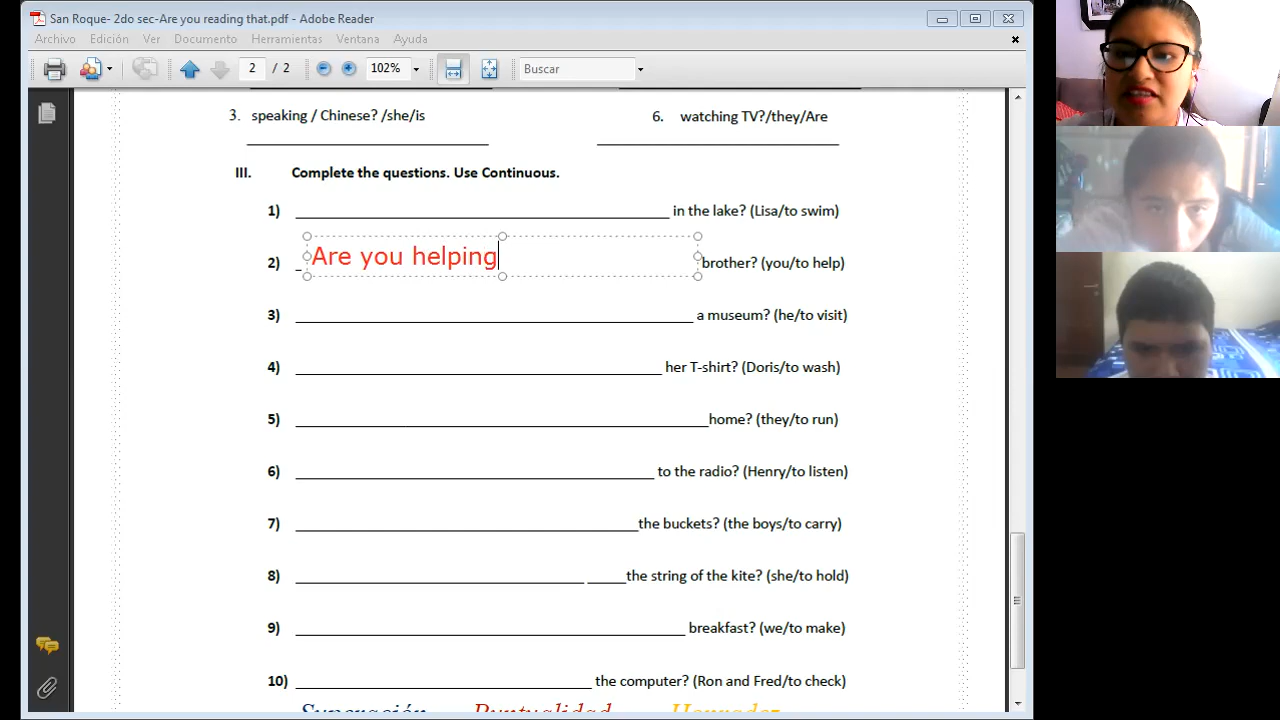 San Roque- 2do sec-Are you reading that.pdf - Adobe Reader
Archivo Edición Ver Documento Herramientas Ventana Ayuda
2 / 2 102% Buscar
3. speaking / Chinese? /she/is
6. watching TV?/they/Are
III. Complete the questions. Use Continuous.
1) in the lake? (Lisa/to swim)
2) Are you helping brother? (you/to help)
3) a museum? (he/to visit)
4) her T-shirt? (Doris/to wash)
5) home? (they/to run)
6) to the radio? (Henry/to listen)
7) the buckets? (the boys/to carry)
8) the string of the kite? (she/to hold)
9) breakfast? (we/to make)
10) the computer? (Ron and Fred/to check)
Superación Puntualidad Honradez